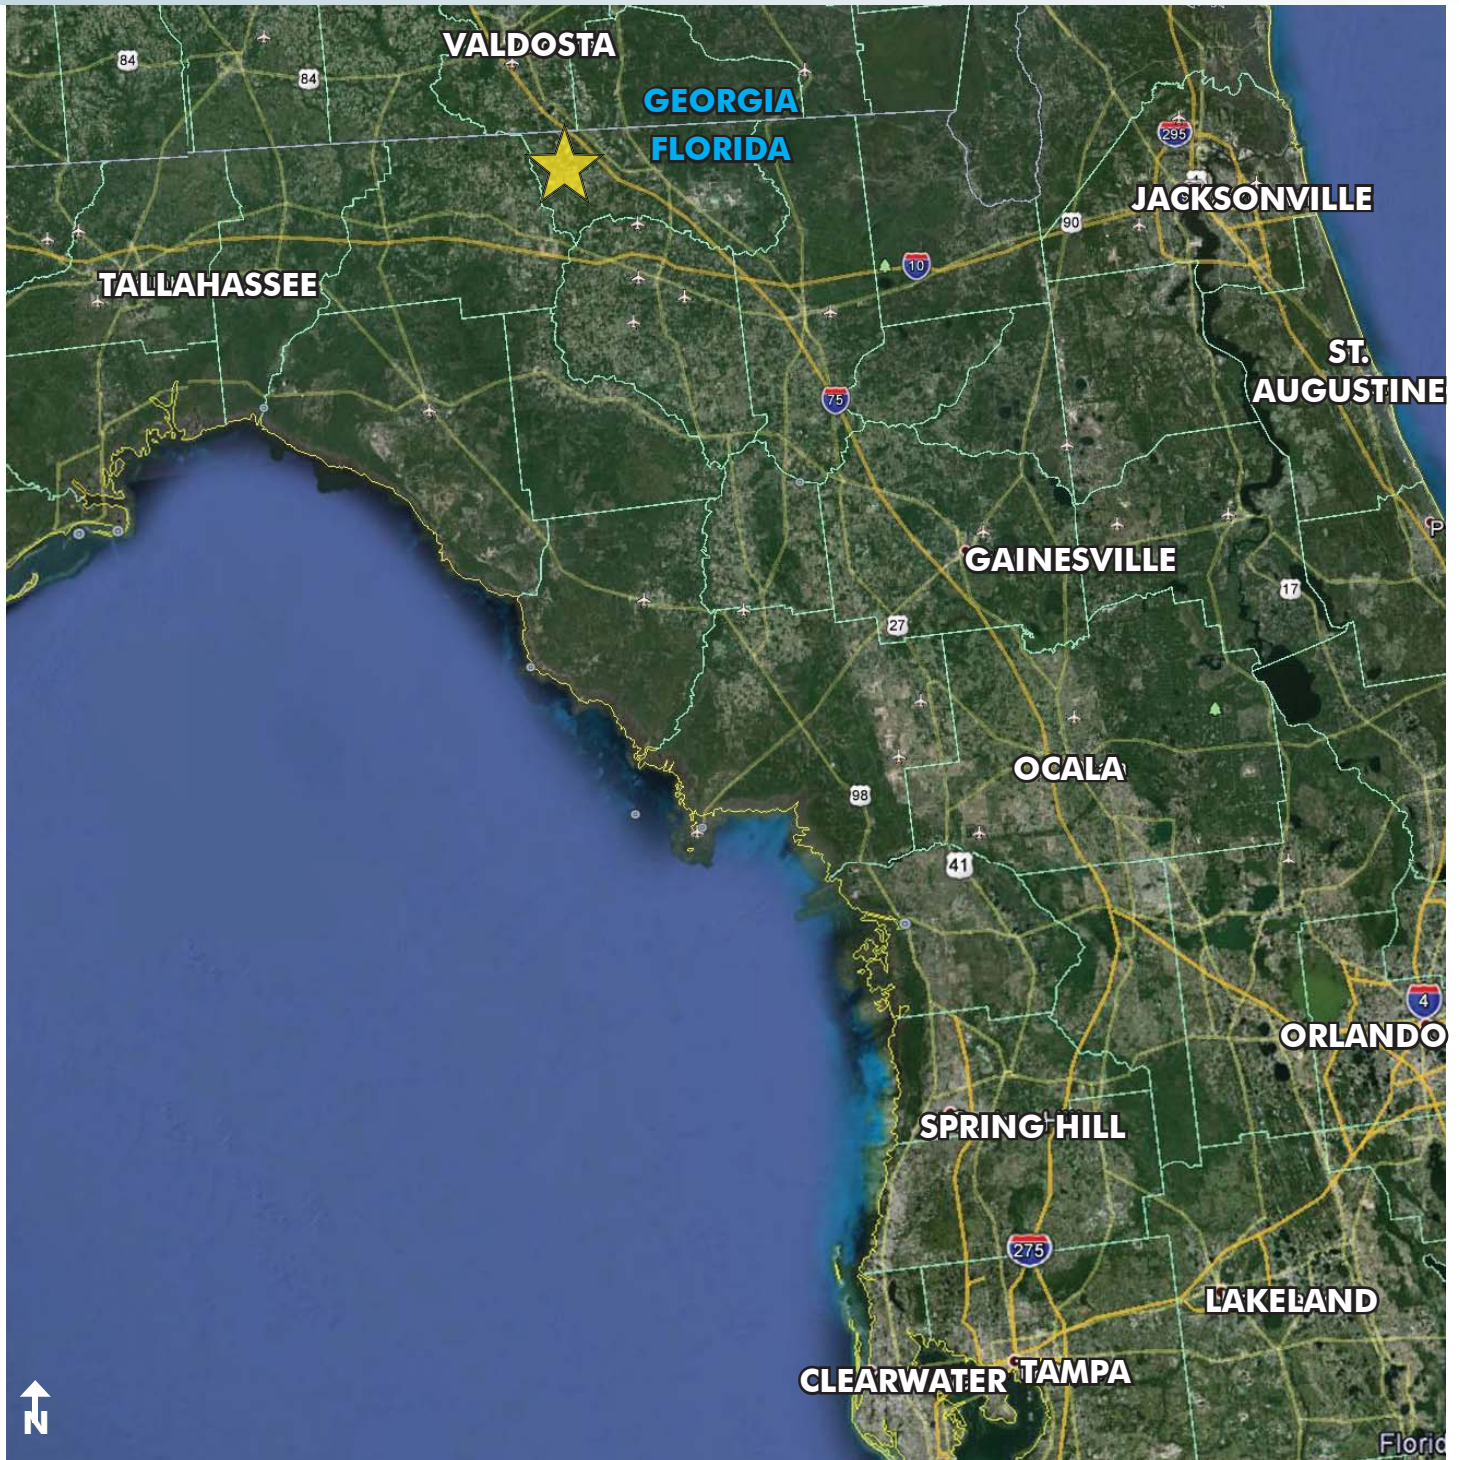 VALDOSTA
84
84
GEORGIA
FLORIDA
295
JACKSONVILLE
90
10
TALLAHASSEE
ST.
AUGUSTINE
75
GAINESVILLE
P
17
27
OCALA
98
41
4
ORLANDO
SPRING HILL
275
LAKELAND
CLEARWATER
TAMPA
N
Florid